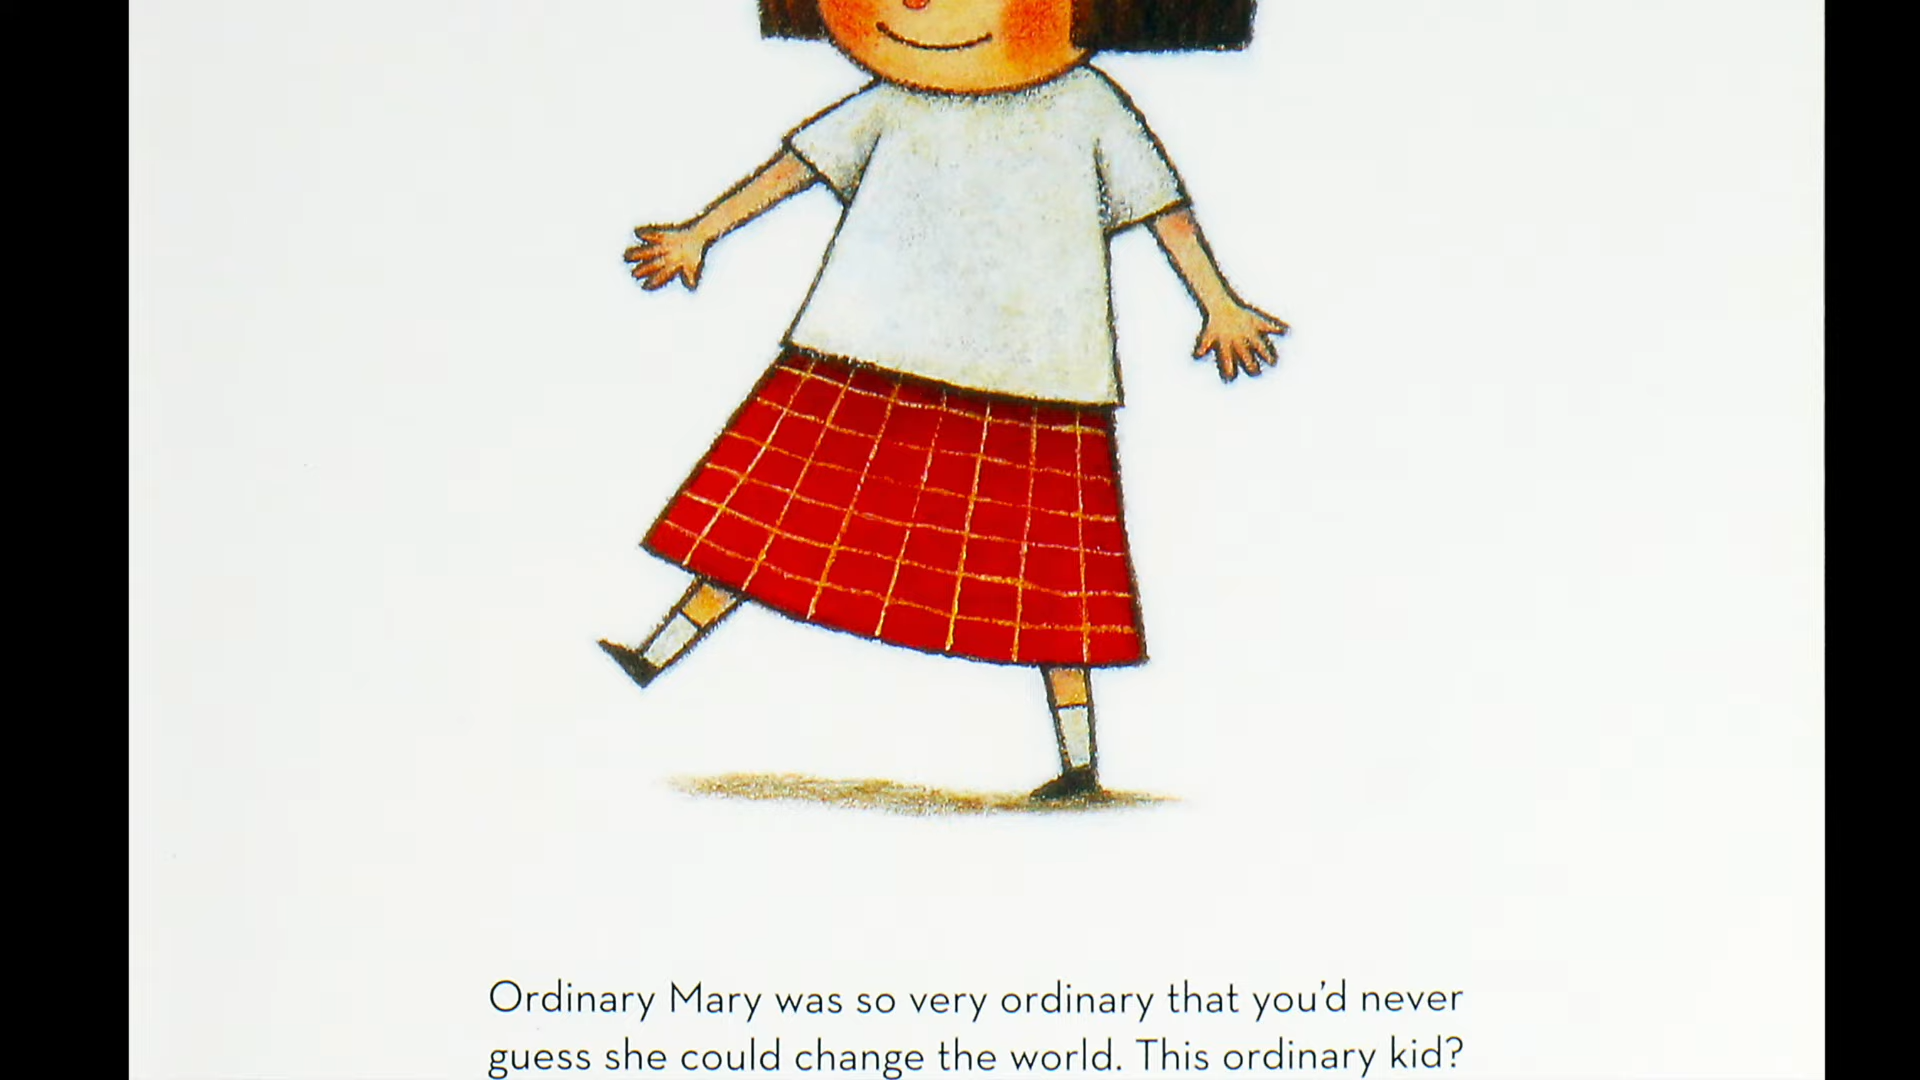 Ordinary Mary was so very ordinary that you'd never
guess she could change the world. This ordinary kid?